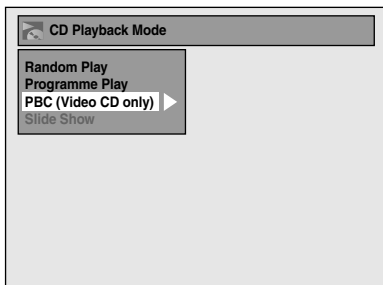 CD Playback Mode
Random Play
Programme Play
PBC (Video CD only)
Slide Show